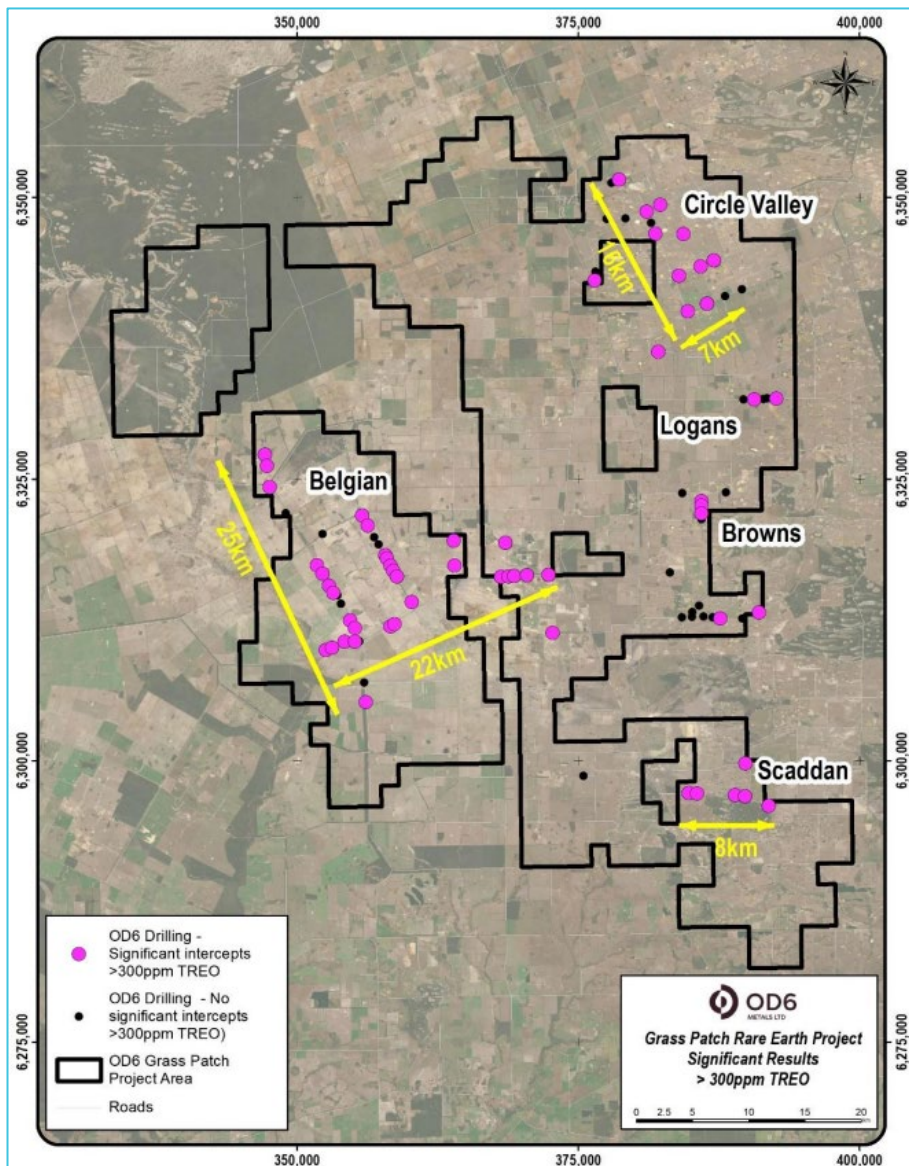 350,000
375,000
400,000
N
6,350,000
6,350,000
Circle Valley
10km
7km
Logans
6,325,000
6,325,000
Belgian
25km
Browns
22km
6,300,000
6,300,000
Scaddan
8km
OD6 Drilling -
Significant intercepts
>300ppm TREO
OD6 Drilling - No
significant intercepts
>300ppm TREO)
OD6 Grass Patch
Project Area
Roads
OD6
METALS LTD
Grass Patch Rare Earth Project
Significant Results
> 300ppm TREO
0 2.5 5 10 15 20
6,275,000
6,275,000
350,000
375,000
400,000